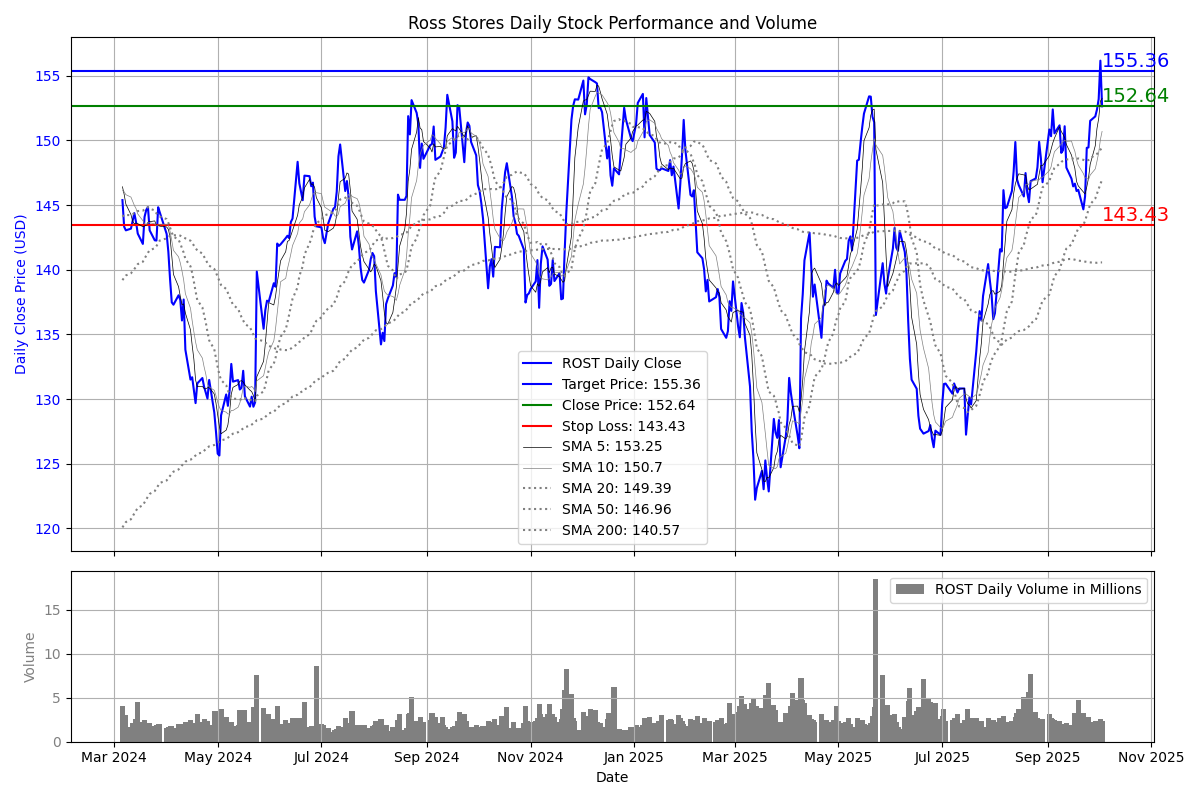 Ross Stores Daily Stock Performance and Volume
155.36
152.64
143.43
155
150
145
140
135
130
125
120
Daily Close Price (USD)
ROST Daily Close
Target Price: 155.36
Close Price: 152.64
Stop Loss: 143.43
SMA 5: 153.25
SMA 10: 150.7
SMA 20: 149.39
SMA 50: 146.96
SMA 200: 140.57
ROST Daily Volume in Millions
15
10
5
0
Volume
Mar 2024 May 2024 Jul 2024 Sep 2024 Nov 2024 Jan 2025 Mar 2025 May 2025 Jul 2025 Sep 2025 Nov 2025
Date